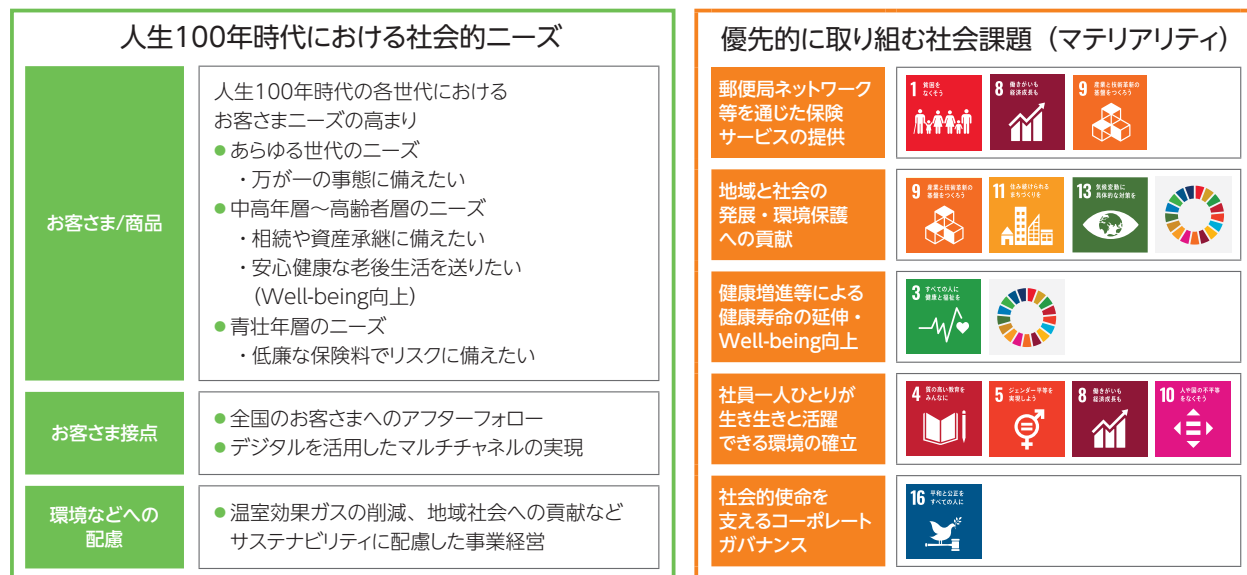 人生100年時代における社会的ニーズ
お客さま/商品
人生100年時代の各世代における
お客さまニーズの高まり
●あらゆる世代のニーズ
・万が一の事態に備えたい
●中高年層～高齢者層のニーズ
・相続や資産承継に備えたい
・安心健康な老後生活を送りたい
(Well-being向上)
●青壮年層のニーズ
・低廉な保険料でリスクに備えたい
お客さま接点
●全国のお客さまへのアフターフォロー
●デジタルを活用したマルチチャネルの実現
環境などへの
配慮
●温室効果ガスの削減、地域社会への貢献など
サステナビリティに配慮した事業経営
優先的に取り組む社会課題（マテリアリティ）
郵便局ネットワーク
等を通じた保険
サービスの提供
1 貧困を
なくそう
8 働きがいも
経済成長も
9 産業と技術革新の
基盤をつくろう
地域と社会の
発展・環境保護
への貢献
9 産業と技術革新の
基盤をつくろう
11 住み続けられる
まちづくりを
13 気候変動に
具体的な対策を
健康増進等による
健康寿命の延伸・
Well-being向上
3 すべての人に
健康と福祉を
社員一人ひとりが
生き生きと活躍
できる環境の確立
4 質の高い教育を
みんなに
5 ジェンダー平等を
実現しよう
8 働きがいも
経済成長も
10 人や国の不平等
をなくそう
社会的使命を
支えるコーポレート
ガバナンス
16 平和と公正を
すべての人に